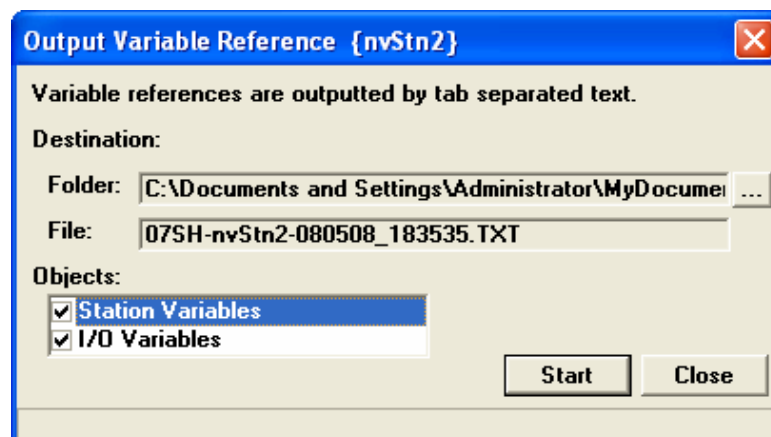 Output Variable Reference {nvStn2}
Variable references are outputted by tab separated text.
Destination:
Folder: C:\Documents and Settings\Administrator\MyDocume ...
File: 07SH-nvStn2-080508_183535.TXT
Objects:
Station Variables
I/O Variables
Start Close